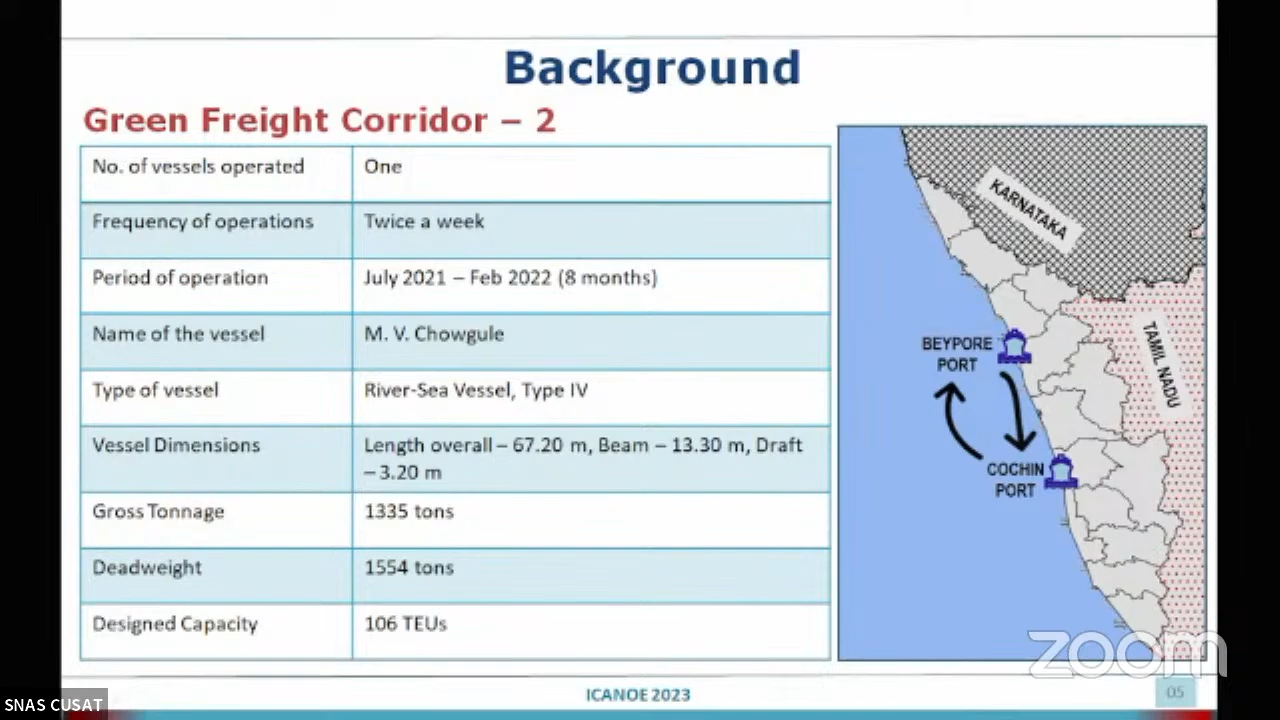 Background
Green Freight Corridor – 2
No. of vessels operated One
Frequency of operations Twice a week
Period of operation July 2021 – Feb 2022 (8 months)
Name of the vessel M. V. Chowgule
Type of vessel River-Sea Vessel, Type IV
Vessel Dimensions Length overall – 67.20 m, Beam – 13.30 m, Draft
– 3.20 m
Gross Tonnage 1335 tons
Deadweight 1554 tons
Designed Capacity 106 TEUs
KARNATAKA
TAMIL NADU
BEYPORE
PORT
COCHIN
PORT
zoom
ICANOE 2023
05
SNAS CUSAT